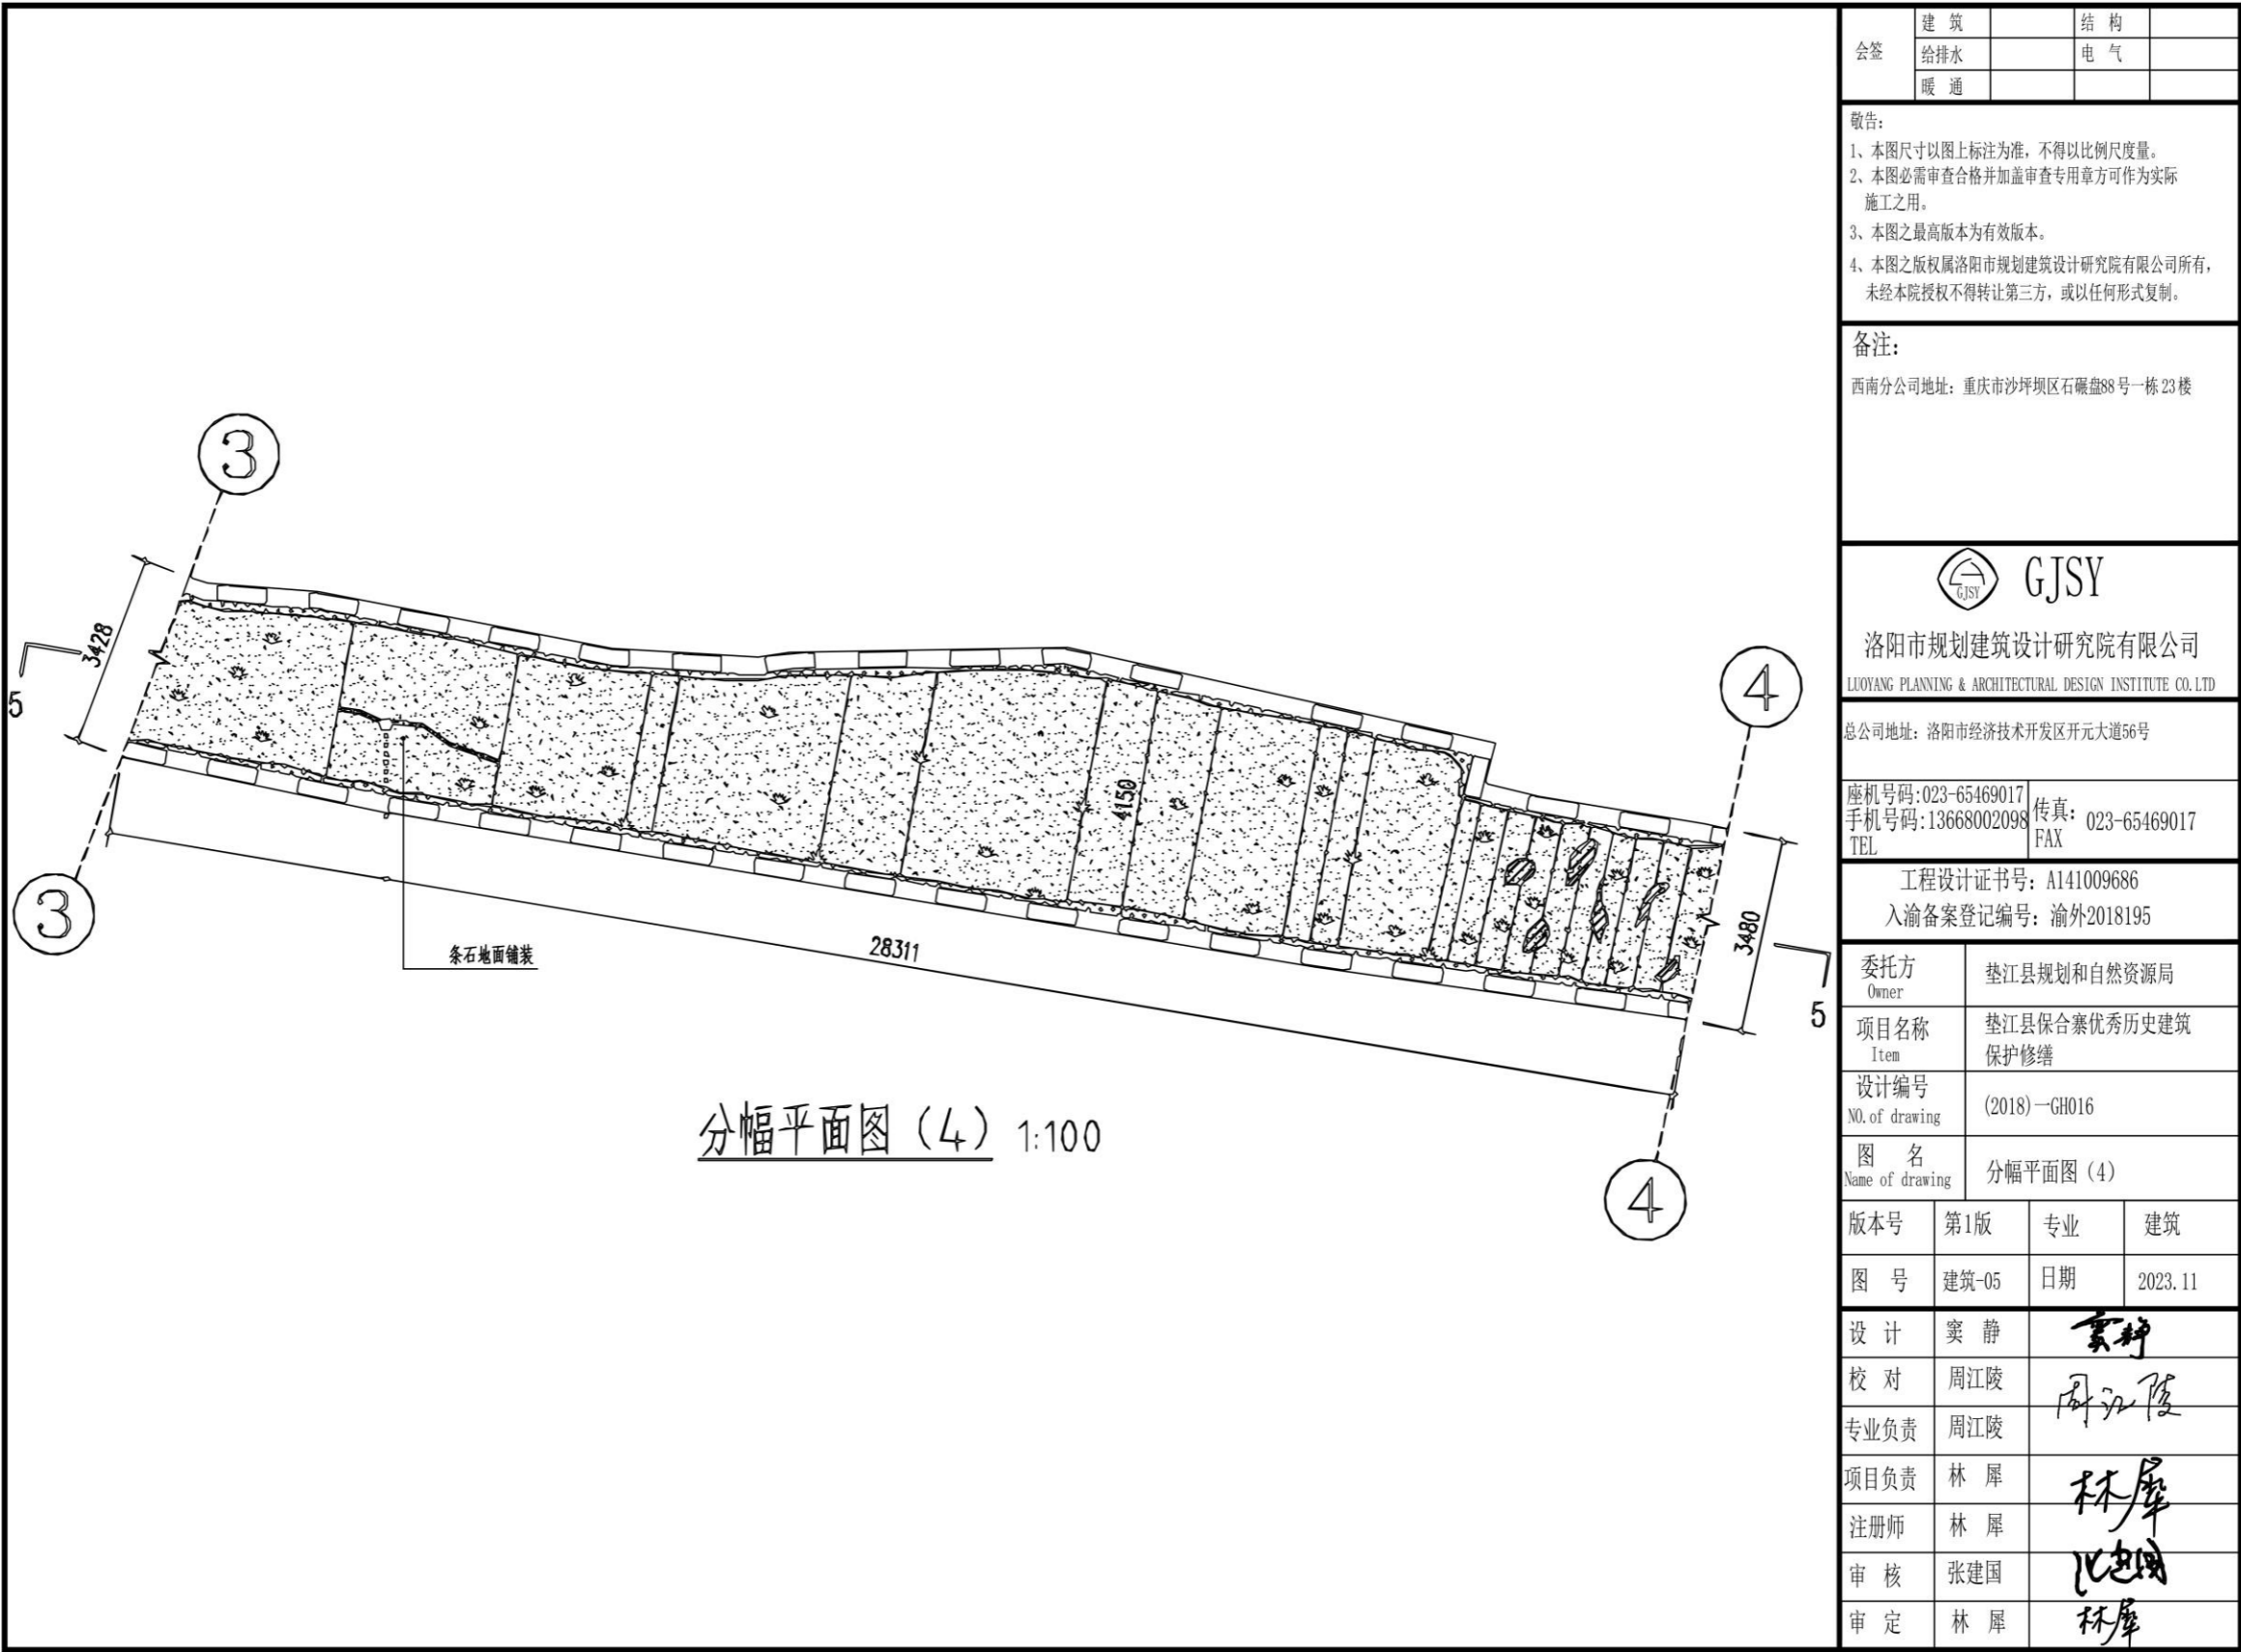 3
3428
5
3
条石地面铺装
28311
4150
4
3480
5
4
分幅平面图（4） 1:100
会签 建 筑 结 构
给排水 电 气
暖 通
敬告:
1、本图尺寸以图上标注为准，不得以比例尺度量。
2、本图必需审查合格并加盖审查专用章方可作为实际
施工之用。
3、本图之最高版本为有效版本。
4、本图之版权属洛阳市规划建筑设计研究院有限公司所有，
未经本院授权不得转让第三方，或以任何形式复制。
备注:
西南分公司地址: 重庆市沙坪坝区石碾盘88号一栋23楼
GJSY GJSY
洛阳市规划建筑设计研究院有限公司
LUOYANG PLANNING & ARCHITECTURAL DESIGN INSTITUTE CO.LTD
总公司地址: 洛阳市经济技术开发区开元大道56号
座机号码:023-65469017
手机号码:13668002098
TEL
传真: 023-65469017
FAX
工程设计证书号: A141009686
入渝备案登记编号: 渝外2018195
委托方 垫江县规划和自然资源局
Owner
项目名称 垫江县保合寨优秀历史建筑
Item 保护修缮
设计编号 (2018)一GH016
NO.of drawing
图 名 分幅平面图（4）
Name of drawing
版本号 第1版 专业 建筑
图 号 建筑-05 日期 2023.11
设 计 窦 静 窦静
校 对 周江陵 周江陵
专业负责 周江陵
项目负责 林 犀 林犀
注册师 林 犀
审 核 张建国
审 定 林 犀 林犀